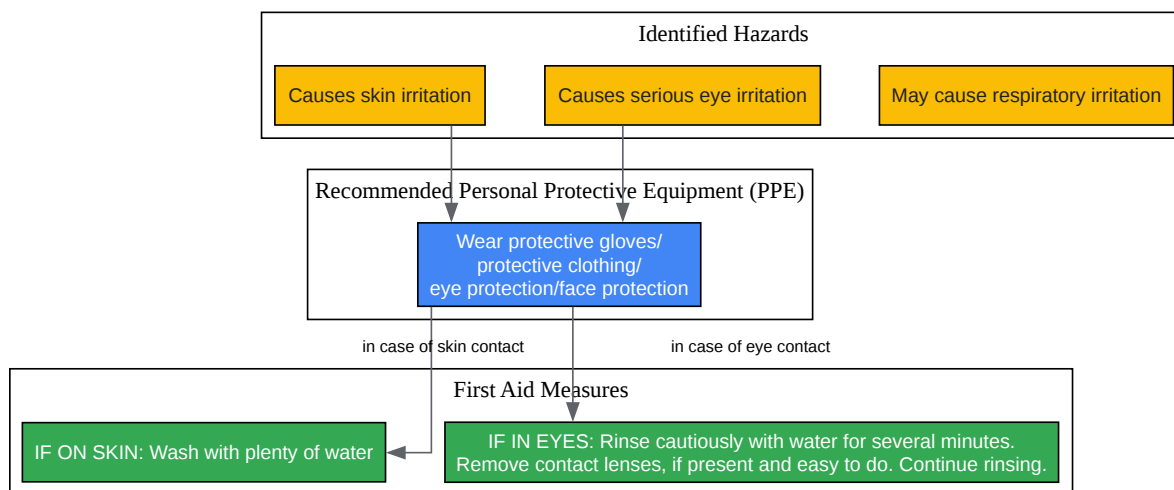 Identified Hazards
Causes skin irritation
Causes serious eye irritation
May cause respiratory irritation
Recommended Personal Protective Equipment (PPE)
Wear protective gloves/
protective clothing/
eye protection/face protection
in case of skin contact
in case of eye contact
First Aid Measures
IF ON SKIN: Wash with plenty of water
IF IN EYES: Rinse cautiously with water for several minutes.
Remove contact lenses, if present and easy to do. Continue rinsing.